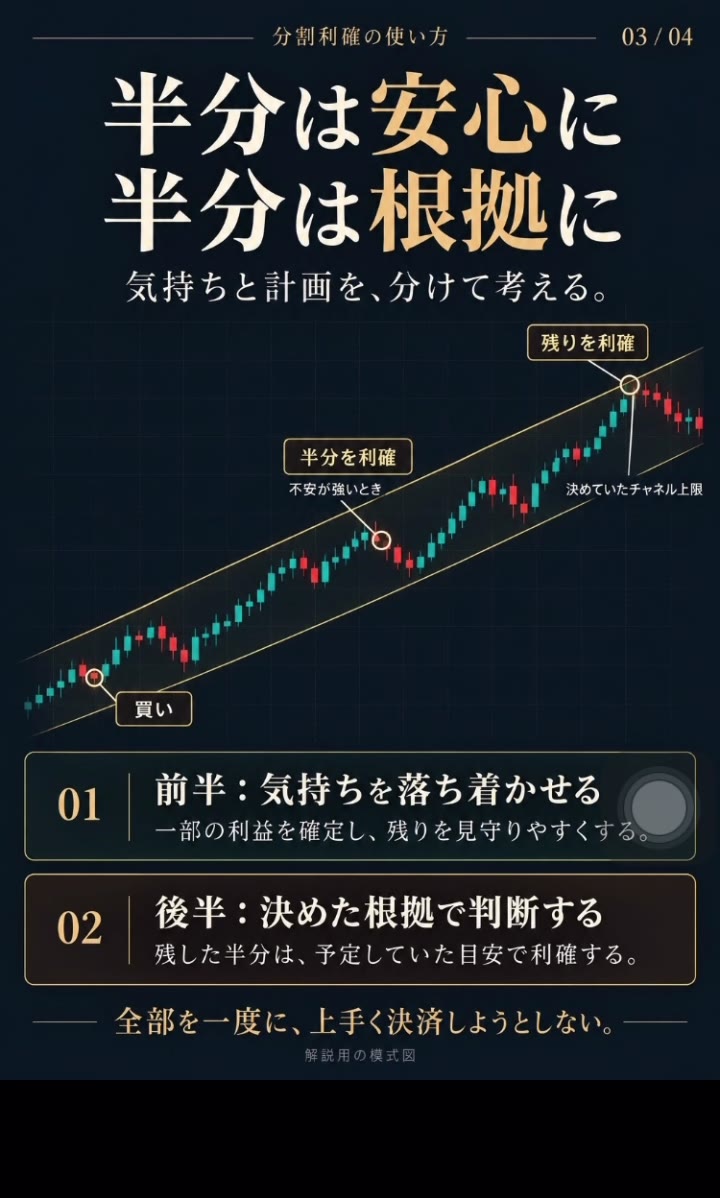 分割利確の使い方
03 / 04
半分は安心に
半分は根拠に
気持ちと計画を、分けて考える。
残りを利確
半分を利確
不安が強いとき
決めていたチャネル上限
買い
01
前半：気持ちを落ち着かせる
一部の利益を確定し、残りを見守りやすくする。
02
後半：決めた根拠で判断する
残した半分は、予定していた目安で利確する。
全部を一度に、上手く決済しようとしない。
解説用の模式図